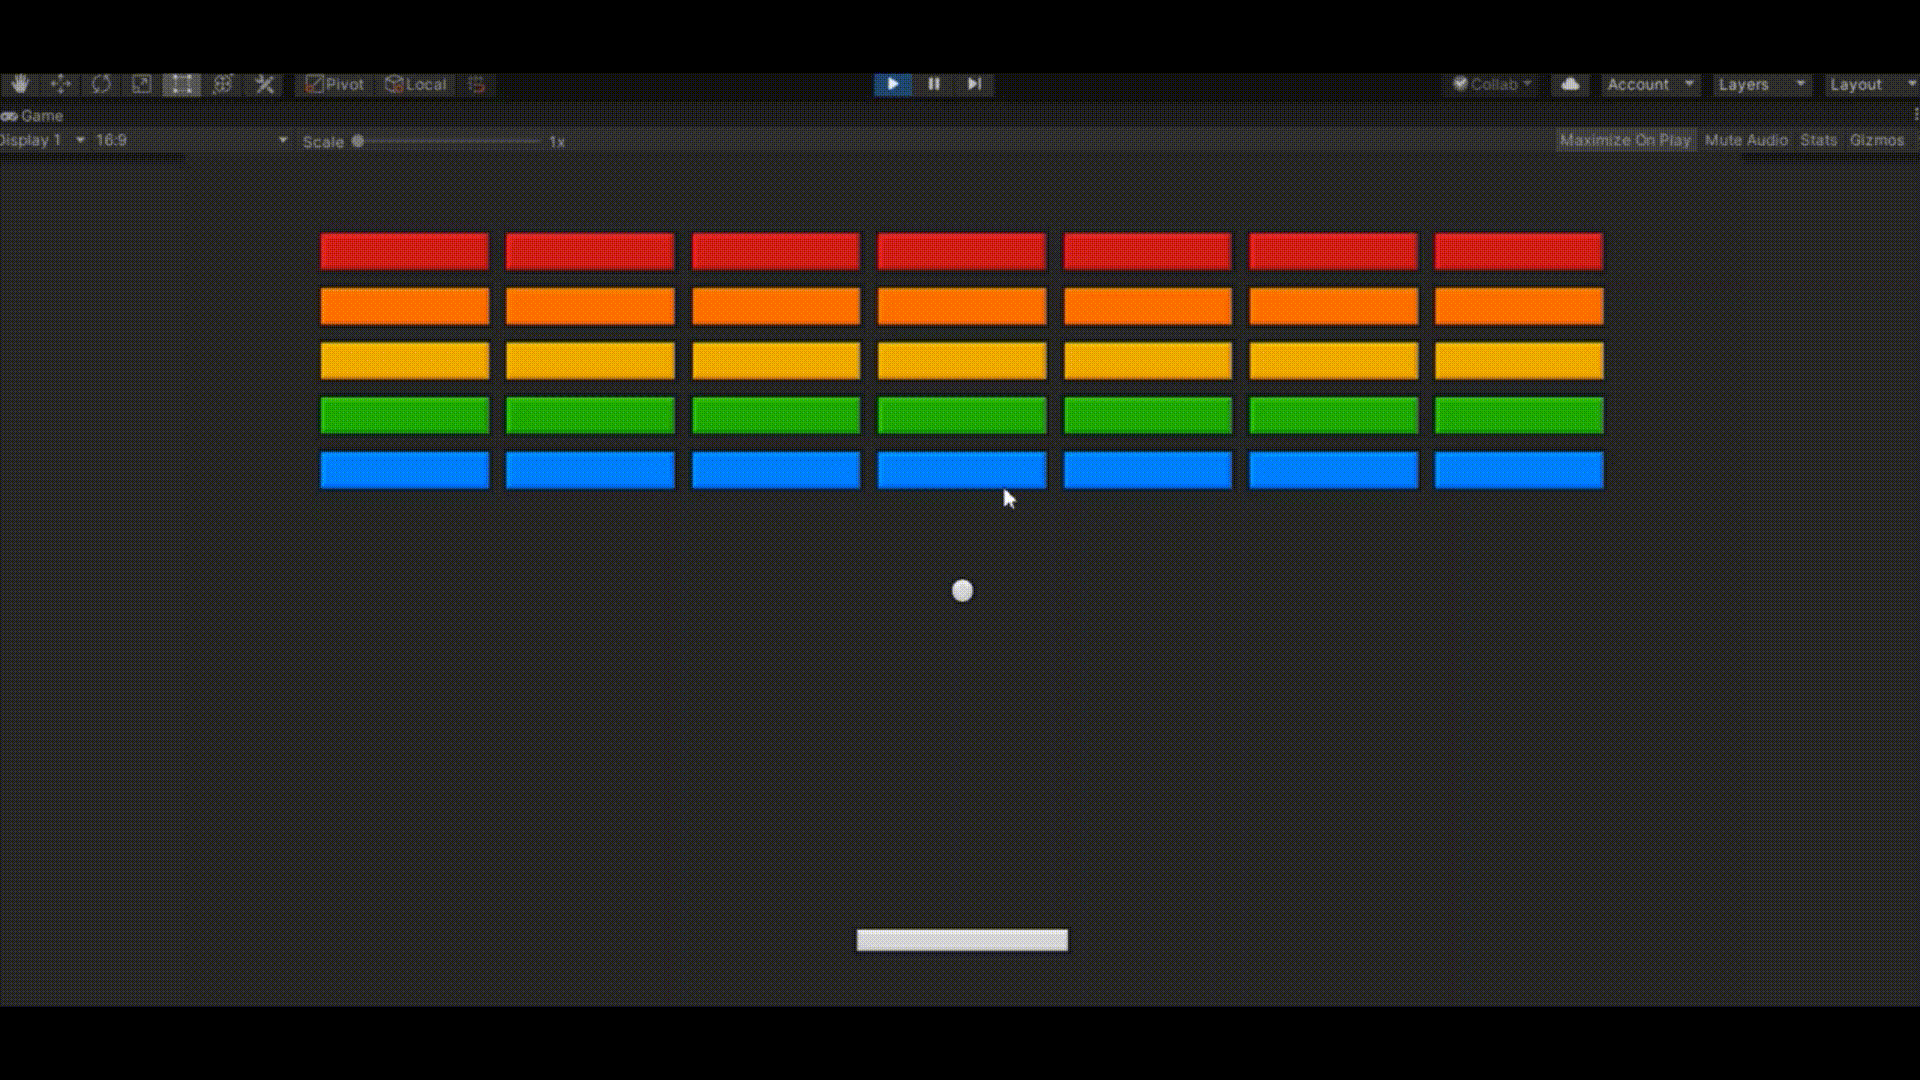 Pivot Local Collab Account Layers Layout
Game
Display 1 16:9 Scale 1x Maximize On Play Mute Audio Stats Gizmos